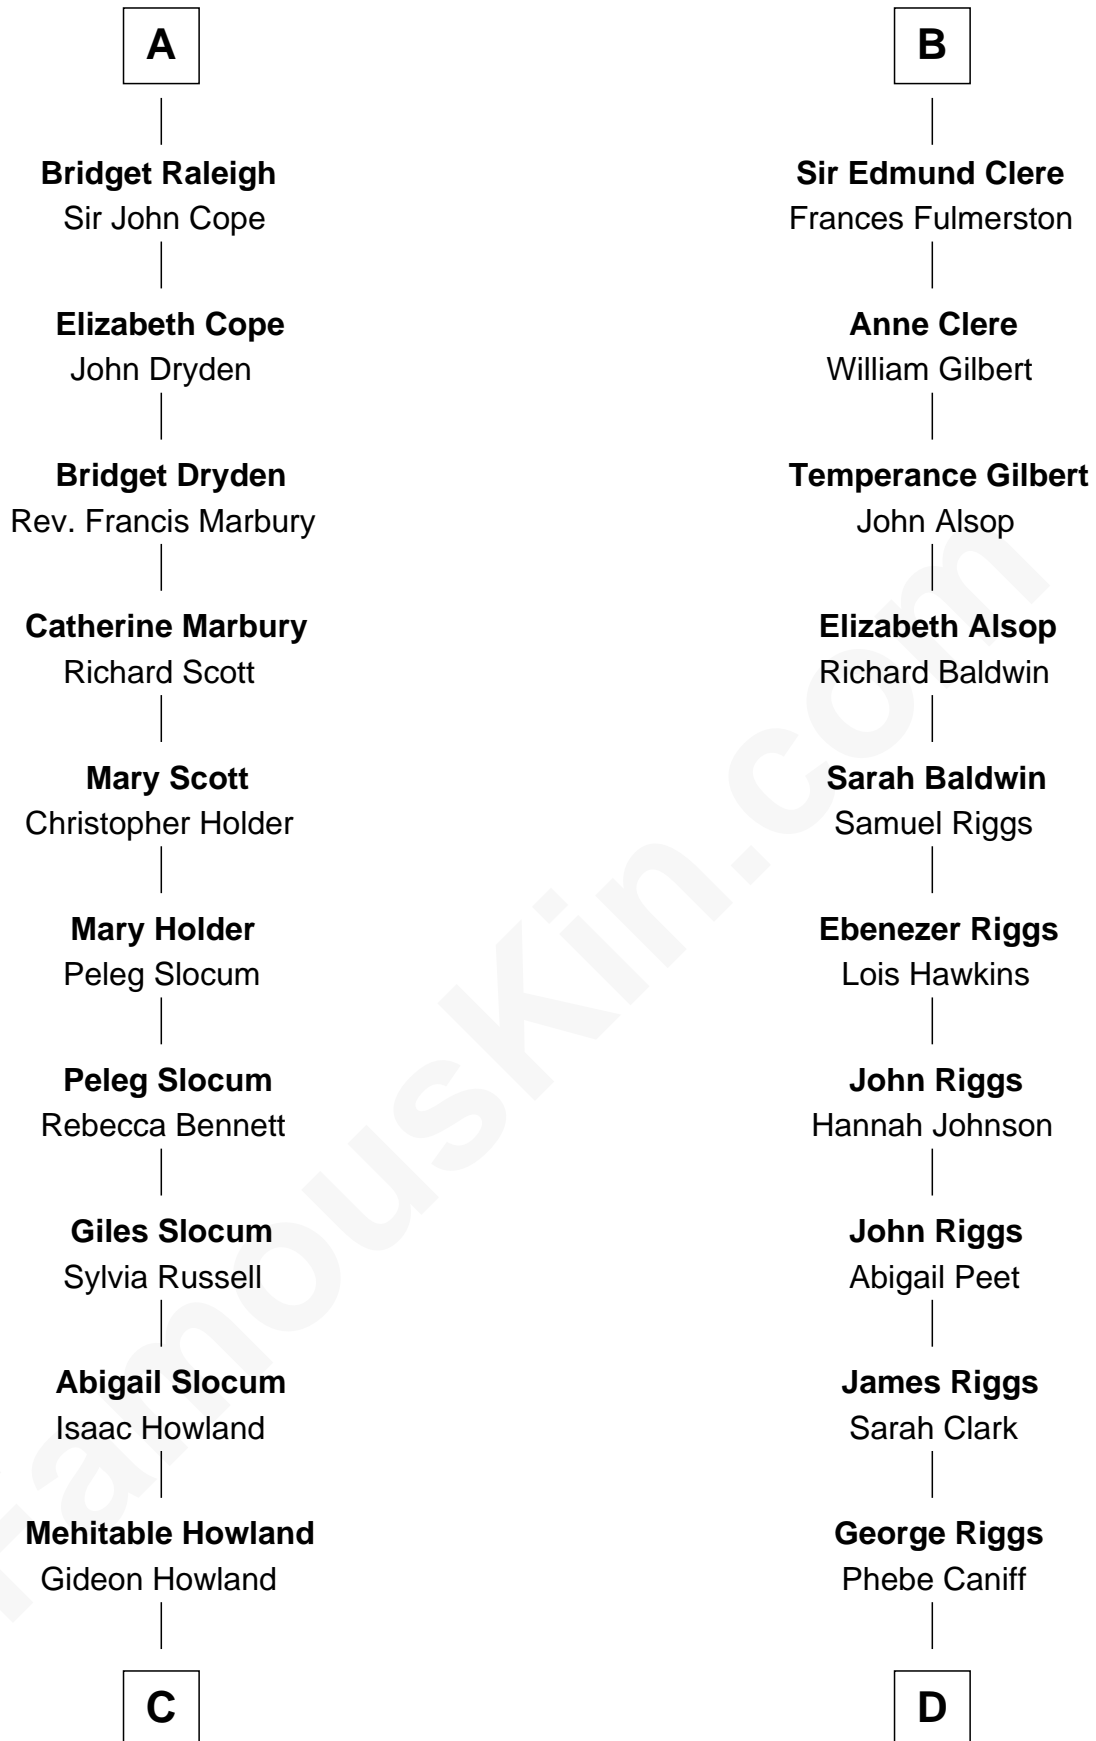 A
Bridget Raleigh
Sir John Cope
Elizabeth Cope
John Dryden
Bridget Dryden
Rev. Francis Marbury
Catherine Marbury
Richard Scott
Mary Scott
Christopher Holder
Mary Holder
Peleg Slocum
Peleg Slocum
Rebecca Bennett
Giles Slocum
Sylvia Russell
Abigail Slocum
Isaac Howland
Mehitable Howland
Gideon Howland
C
B
Sir Edmund Clere
Frances Fulmerston
Anne Clere
William Gilbert
Temperance Gilbert
John Alsop
Elizabeth Alsop
Richard Baldwin
Sarah Baldwin
Samuel Riggs
Ebenezer Riggs
Lois Hawkins
John Riggs
Hannah Johnson
John Riggs
Abigail Peet
James Riggs
Sarah Clark
George Riggs
Phebe Caniff
D
FamousKin.com